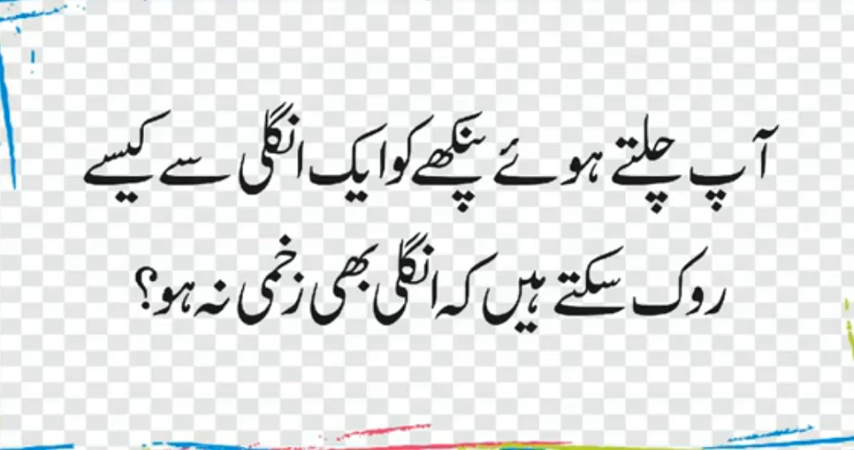 آپ چلتے ہوئے پنکھے کو ایک انگلی سے کیسے
روک سکتے ہیں کہ انگلی بھی زخمی نہ ہو؟